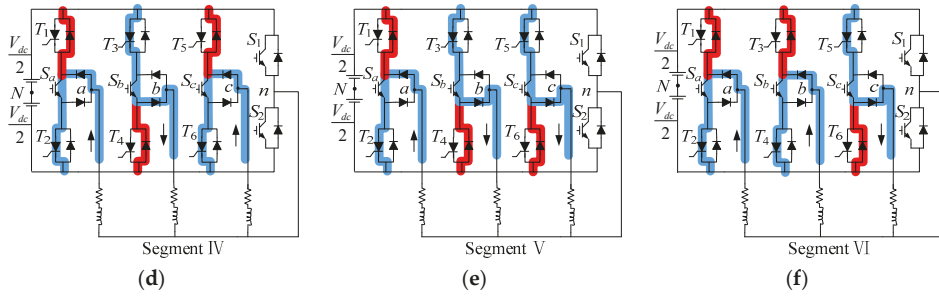 T1 T3 T5 S1
Vdc
2
Sa Sb Sc
N a b c n
Vdc
2
S2
T2 T4 T6
Segment IV
(d)
T1 T3 T5 S1
Vdc
2
Sa Sb Sc
N a b c n
Vdc
2
S2
T2 T4 T6
Segment V
(e)
T1 T3 T5 S1
Vdc
2
Sa Sb Sc
N a b c n
Vdc
2
S2
T2 T4 T6
Segment VI
(f)